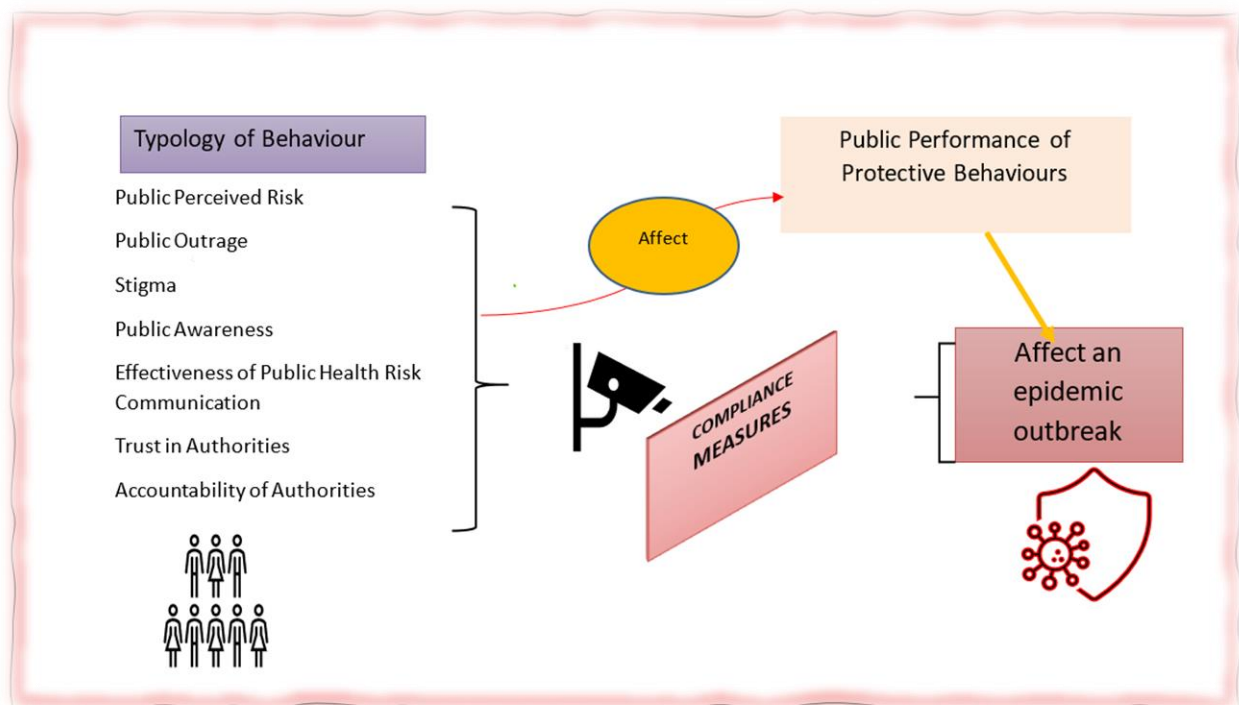 Typology of Behaviour
Public Perceived Risk
Public Outrage
Stigma
Public Awareness
Effectiveness of Public Health Risk
Communication
Trust in Authorities
Accountability of Authorities
Affect
Public Performance of
Protective Behaviours
COMPLIANCE
MEASURES
Affect an
epidemic
outbreak